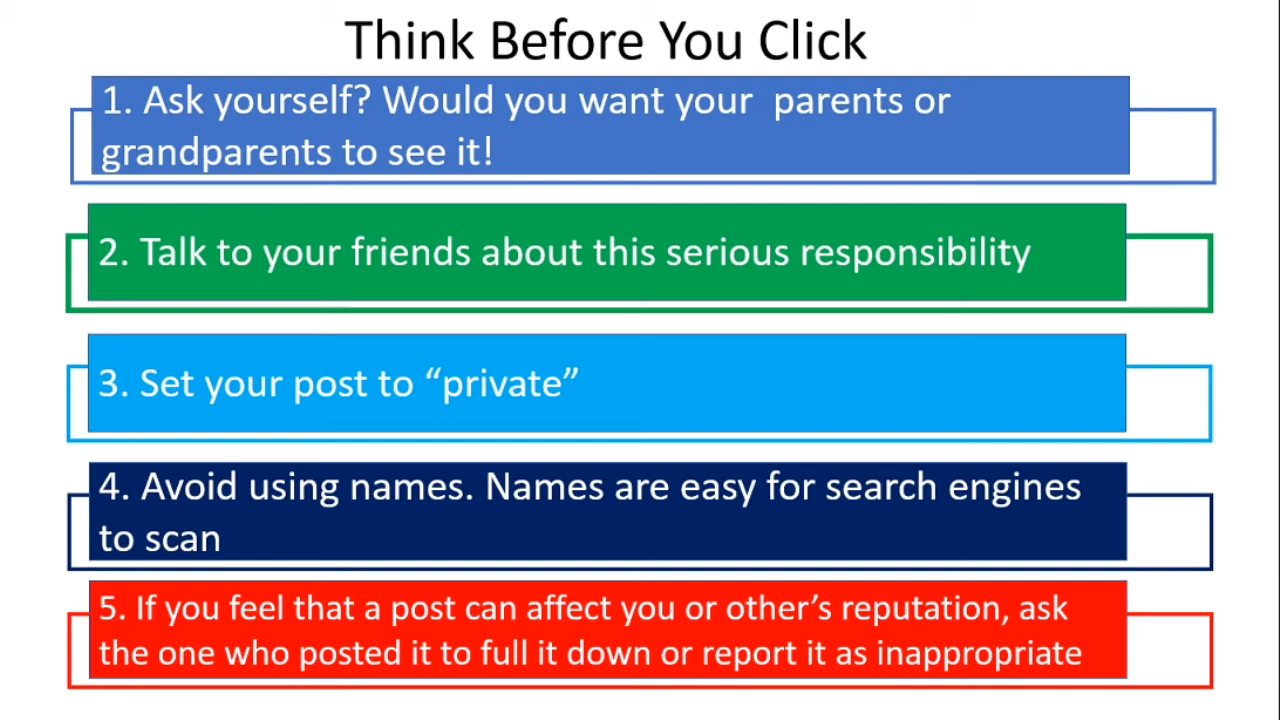 Think Before You Click
1. Ask yourself? Would you want your parents or
grandparents to see it!
2. Talk to your friends about this serious responsibility
3. Set your post to “private”
4. Avoid using names. Names are easy for search engines
to scan
5. If you feel that a post can affect you or other’s reputation, ask
the one who posted it to full it down or report it as inappropriate